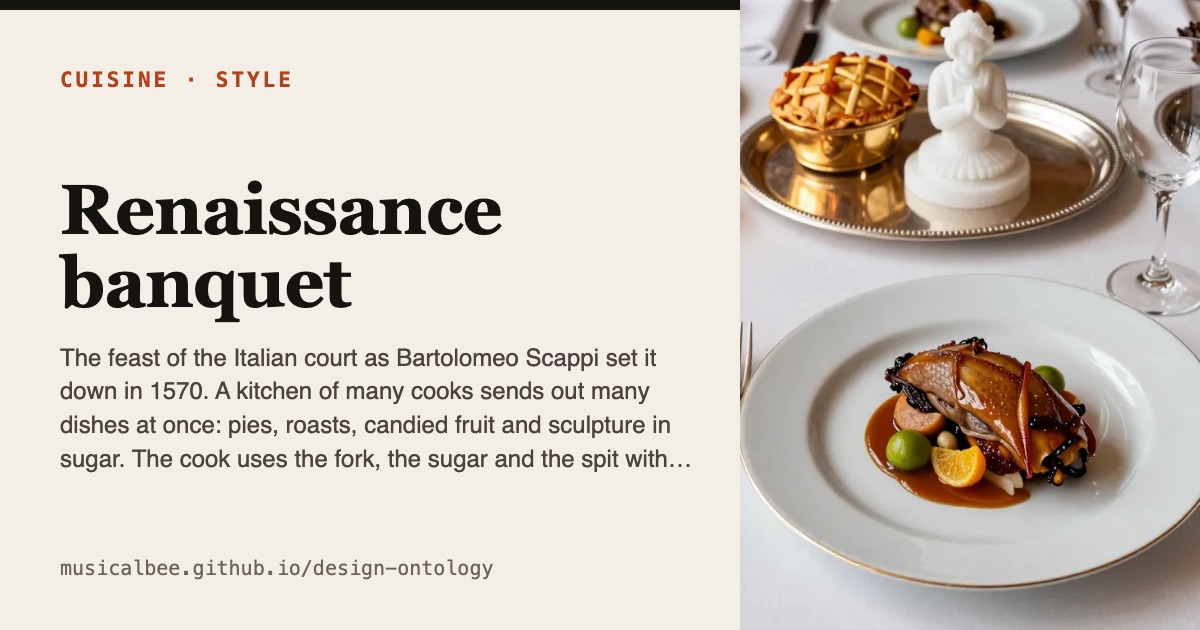 CUISINE · STYLE
Renaissance
banquet
The feast of the Italian court as Bartolomeo Scappi set it
down in 1570. A kitchen of many cooks sends out many
dishes at once: pies, roasts, candied fruit and sculpture in
sugar. The cook uses the fork, the sugar and the spit with…
musicalbee.github.io/design-ontology